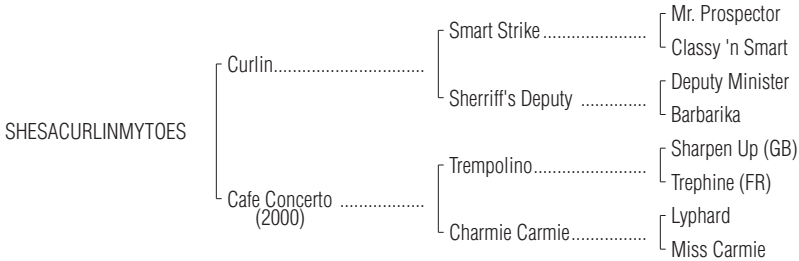 Mr. Prospector
Smart Strike.....................
Classy 'n Smart
Curlin..............................
Deputy Minister
Sherriff's Deputy .............
Barbarika
SHESACURLINMYTOES
Sharpen Up (GB)
Trempolino.......................
Trephine (FR)
Cafe Concerto .................
(2000)
Lyphard
Charmie Carmie...............
Miss Carmie